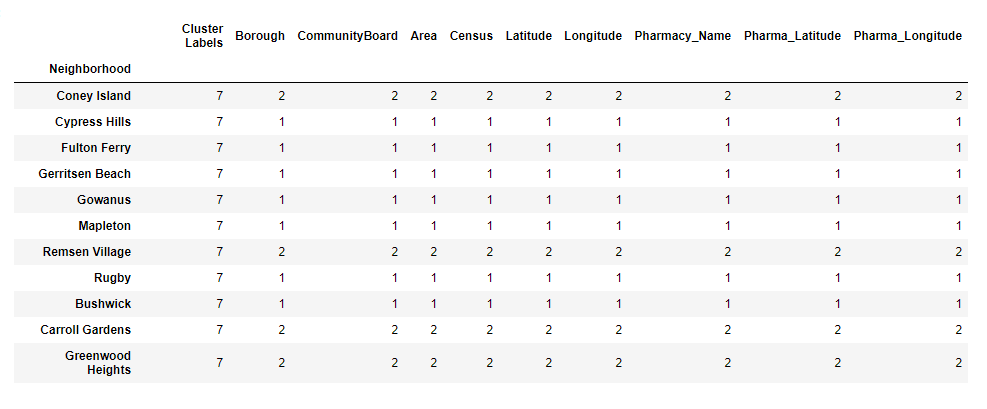 Cluster Labels Borough CommunityBoard Area Census Latitude Longitude Pharmacy_Name Pharma_Latitude Pharma_Longitude
Neighborhood
Coney Island 7 2 2 2 2 2 2 2 2 2
Cypress Hills 7 1 1 1 1 1 1 1 1 1
Fulton Ferry 7 1 1 1 1 1 1 1 1 1
Gerritsen Beach 7 1 1 1 1 1 1 1 1 1
Gowanus 7 1 1 1 1 1 1 1 1 1
Mapleton 7 1 1 1 1 1 1 1 1 1
Remsen Village 7 2 2 2 2 2 2 2 2 2
Rugby 7 1 1 1 1 1 1 1 1 1
Bushwick 7 1 1 1 1 1 1 1 1 1
Carroll Gardens 7 2 2 2 2 2 2 2 2 2
Greenwood Heights 7 2 2 2 2 2 2 2 2 2